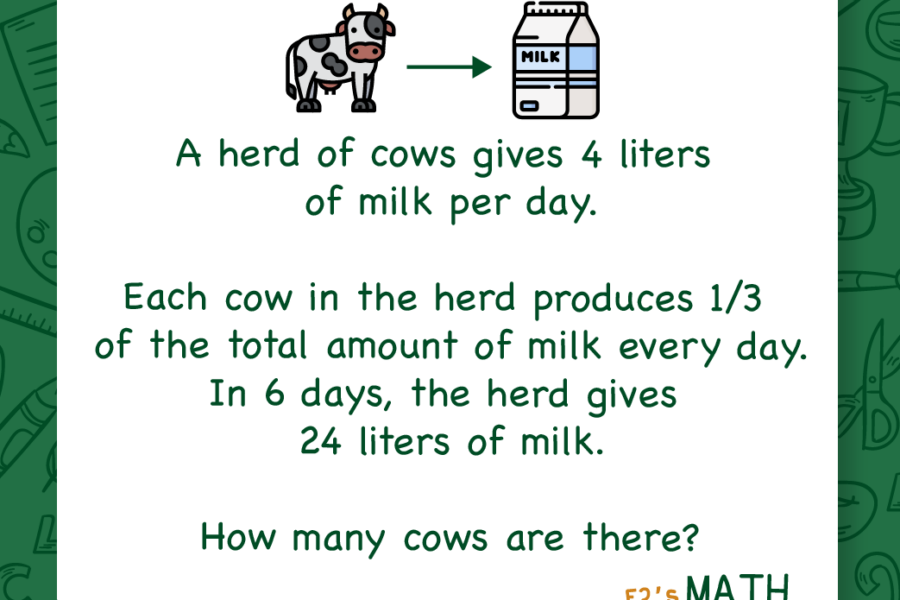 MILK
A herd of cows gives 4 liters
of milk per day.
Each cow in the herd produces 1/3
of the total amount of milk every day.
In 6 days, the herd gives
24 liters of milk.
How many cows are there?
MATH